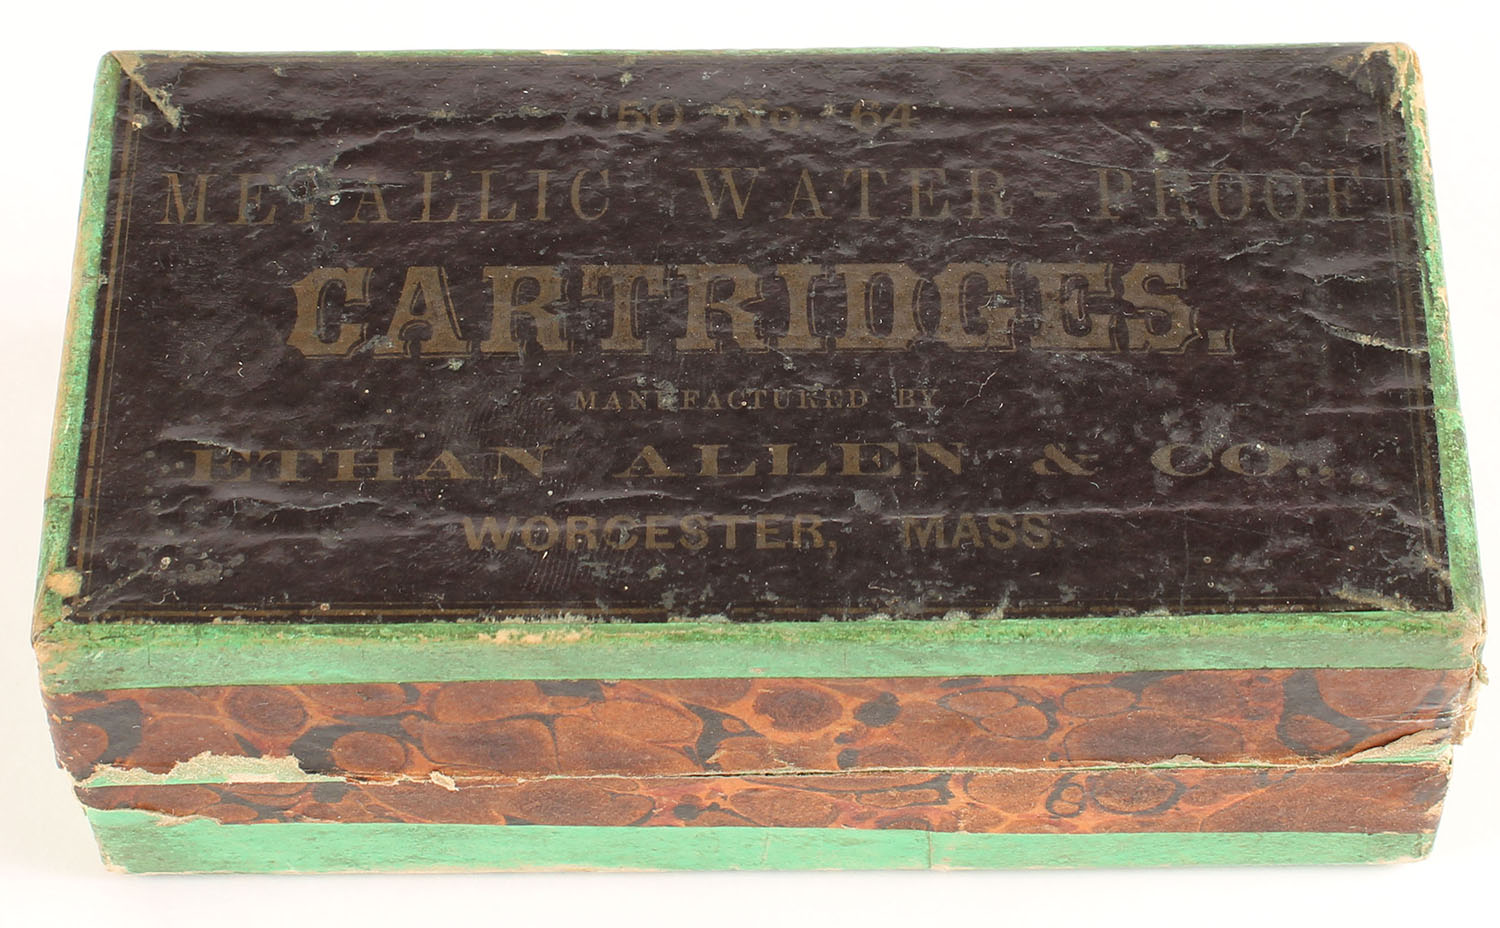 50 No. 64
METALLIC WATER-PROOF
CARTRIDGES.
MANUFACTURED BY
ETHAN ALLEN & CO.,
WORCESTER, MASS.